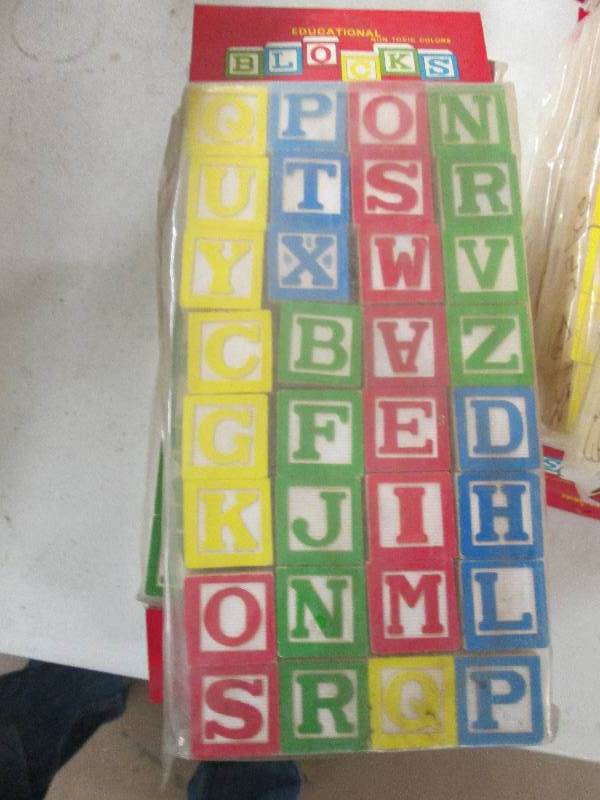 EDUCATIONAL
NON TOXIC COLORS
BLOCKS
Q P O N
U T S R
Y X W V
C B A Z
G F E D
K J I H
O N M L
S R Q P